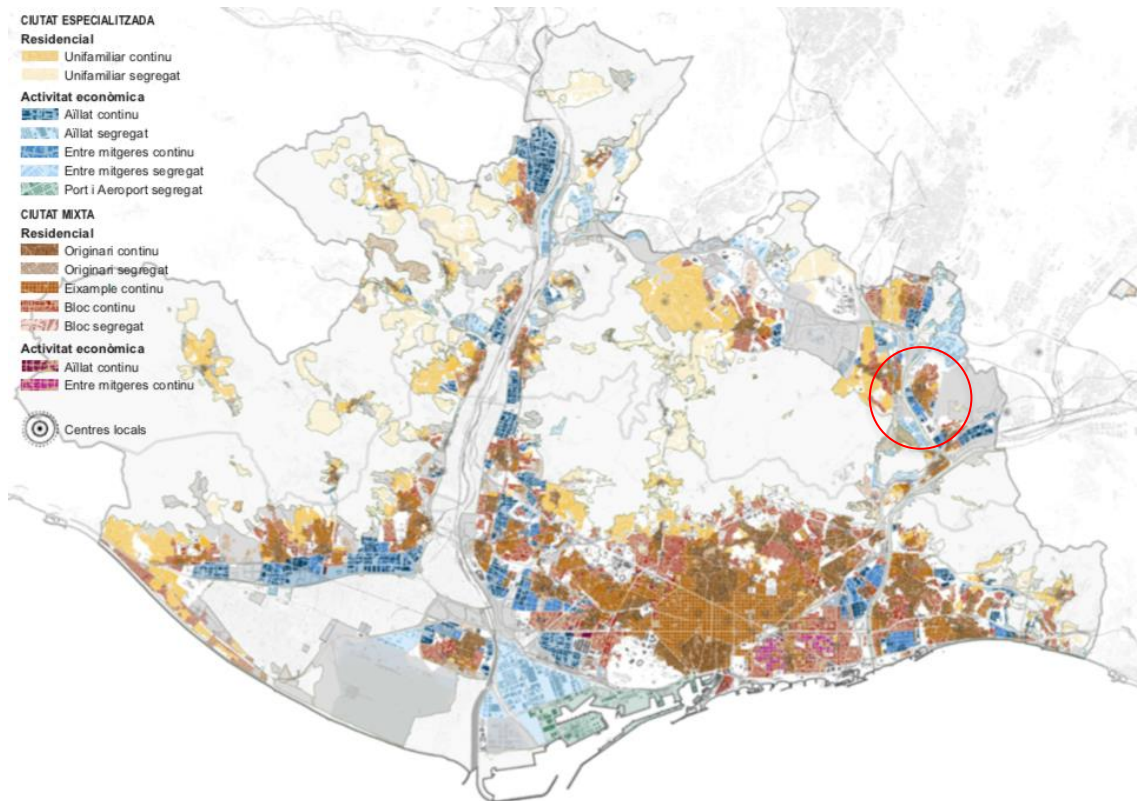 CIUTAT ESPECIALITZADA
Residencial
Unifamiliar continu
Unifamiliar segregat
Activitat econòmica
Aïllat continu
Aïllat segregat
Entre mitgeres continu
Entre mitgeres segregat
Port i Aeroport segregat
CIUTAT MIXTA
Residencial
Originari continu
Originari segregat
Eixample continu
Bloc continu
Bloc segregat
Activitat econòmica
Aïllat continu
Entre mitgeres continu
Centres locals